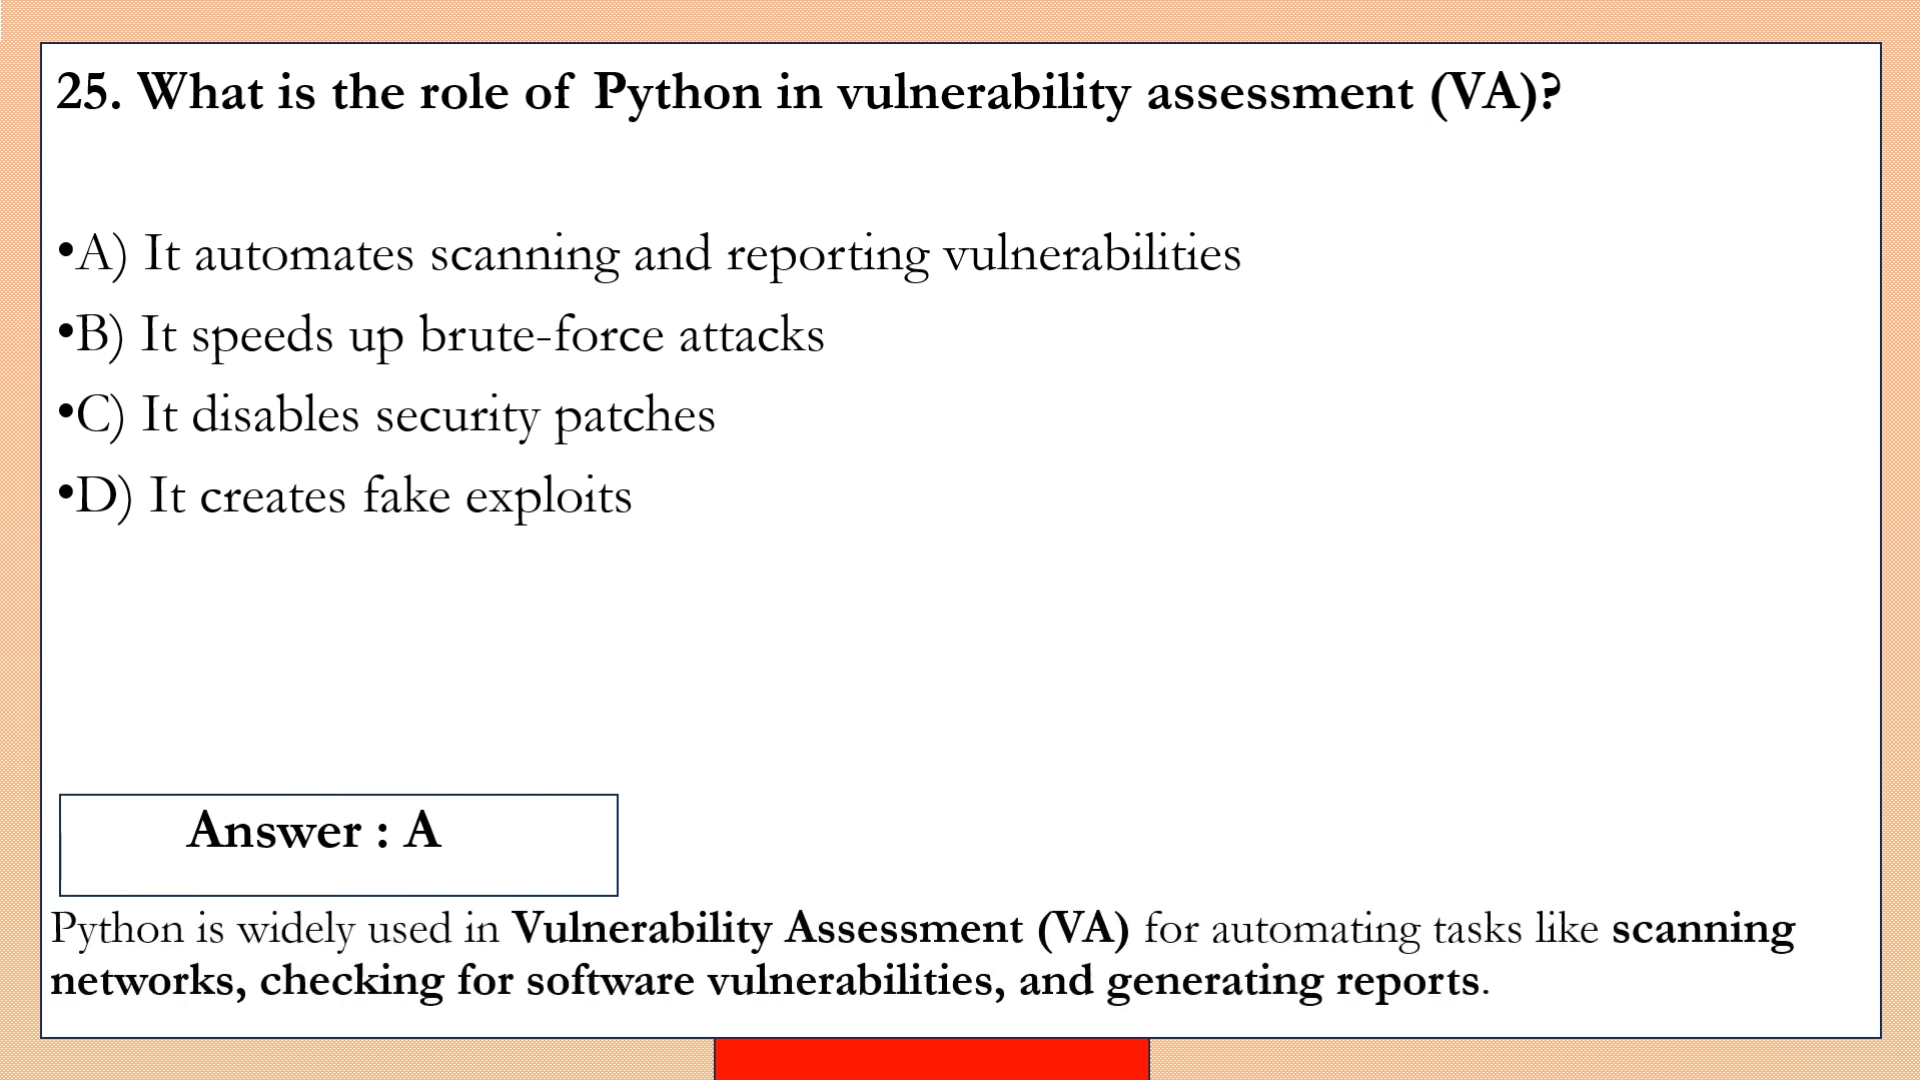 25. What is the role of Python in vulnerability assessment (VA)?
•A) It automates scanning and reporting vulnerabilities
•B) It speeds up brute-force attacks
•C) It disables security patches
•D) It creates fake exploits
Answer : A
Python is widely used in Vulnerability Assessment (VA) for automating tasks like scanning
networks, checking for software vulnerabilities, and generating reports.